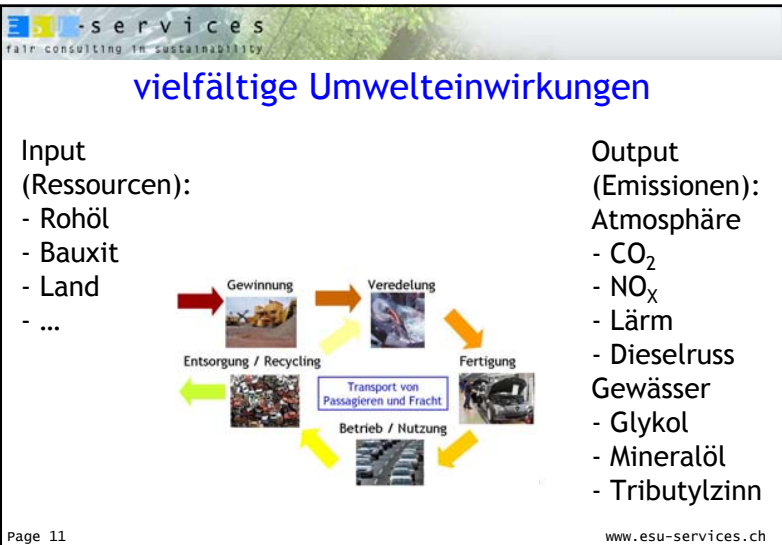 ESU-services
fair consulting in sustainability
vielfältige Umwelteinwirkungen
Input
(Ressourcen):
- Rohöl
- Bauxit
- Land
- …
Gewinnung
Veredelung
Entsorgung / Recycling
Fertigung
Transport von
Passagieren und Fracht
Betrieb / Nutzung
Output
(Emissionen):
Atmosphäre
- CO₂
- NOₓ
- Lärm
- Dieselruss
Gewässer
- Glykol
- Mineralöl
- Tributylzinn
Page 11
www.esu-services.ch